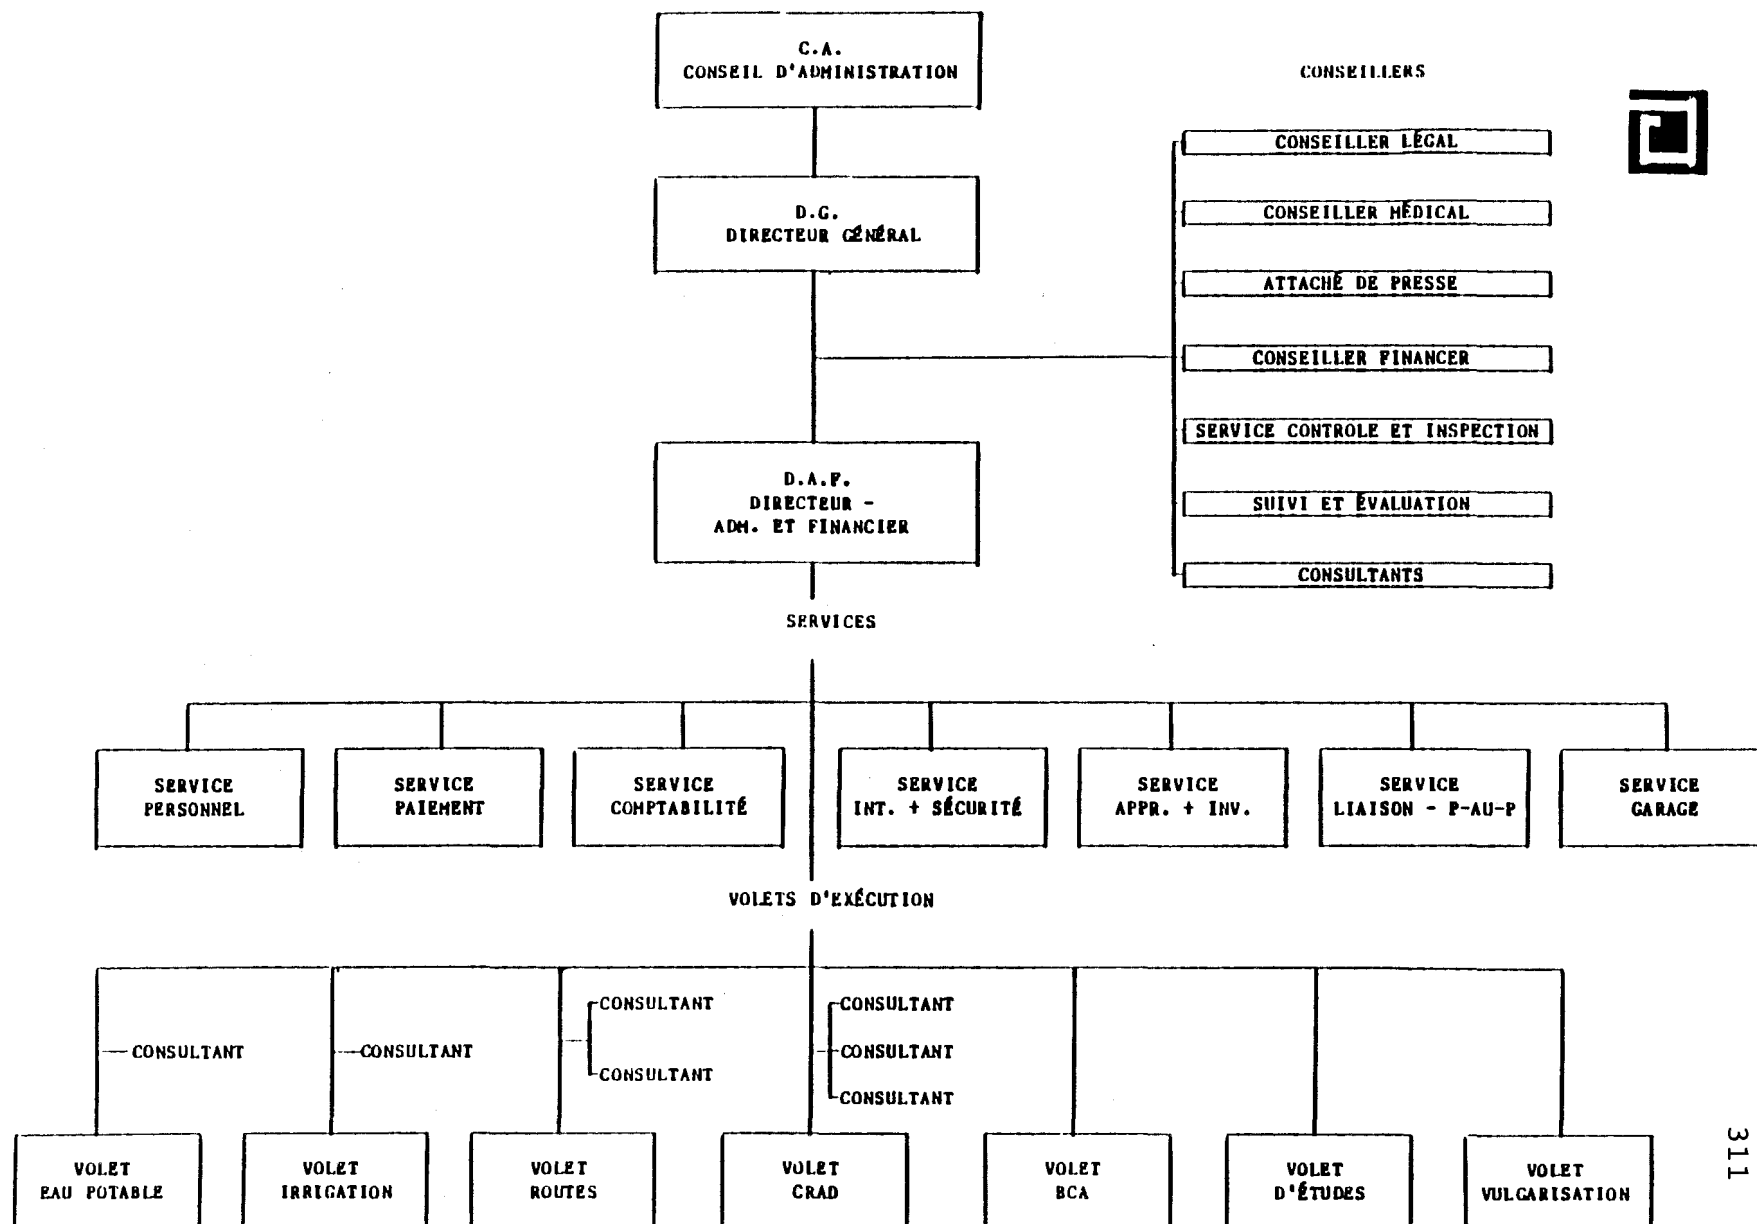 C.A.
CONSEIL D'ADMINISTRATION
CONSEILLERS
CONSEILLER LÉGAL
D.G.
DIRECTEUR GÉNÉRAL
CONSEILLER MÉDICAL
ATTACHÉ DE PRESSE
CONSEILLER FINANCER
SERVICE CONTROLE ET INSPECTION
D.A.F.
DIRECTEUR -
ADM. ET FINANCIER
SUIVI ET ÉVALUATION
CONSULTANTS
SERVICES
SERVICE
PERSONNEL
SERVICE
PAIEMENT
SERVICE
COMPTABILITÉ
SERVICE
INT. + SÉCURITÉ
SERVICE
APPR. + INV.
SERVICE
LIAISON - P-AU-P
SERVICE
GARAGE
VOLETS D'EXÉCUTION
CONSULTANT
CONSULTANT
CONSULTANT
CONSULTANT
CONSULTANT
CONSULTANT
CONSULTANT
VOLET
EAU POTABLE
VOLET
IRRIGATION
VOLET
ROUTES
VOLET
CRAD
VOLET
BCA
VOLET
D'ÉTUDES
VOLET
VULGARISATION
311